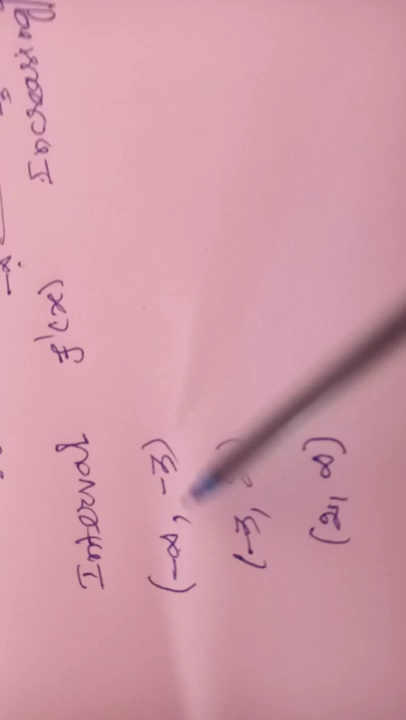 Interval f'(x) Increasing
(-∞, -3)
(-3,
(2, ∞)